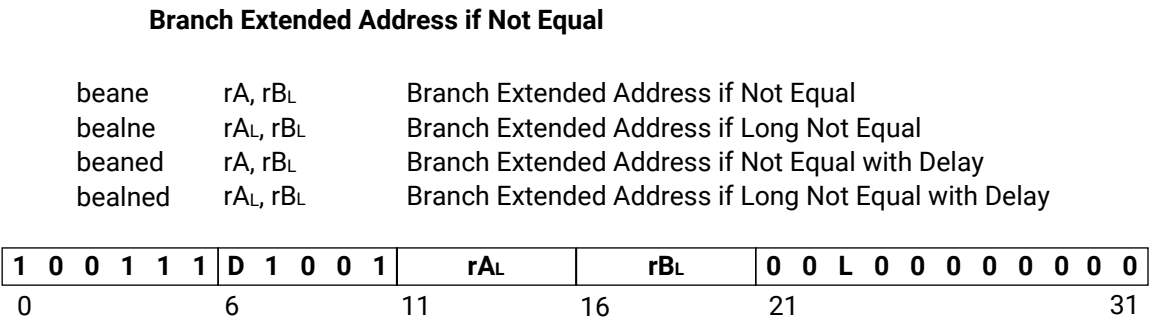 Branch Extended Address if Not Equal
beane rA, rBL Branch Extended Address if Not Equal
bealne rAL, rBL Branch Extended Address if Long Not Equal
beaned rA, rBL Branch Extended Address if Not Equal with Delay
bealned rAL, rBL Branch Extended Address if Long Not Equal with Delay
1 0 0 1 1 1 D 1 0 0 1 rAL rBL 0 0 L 0 0 0 0 0 0 0 0
0 6 11 16 21 31